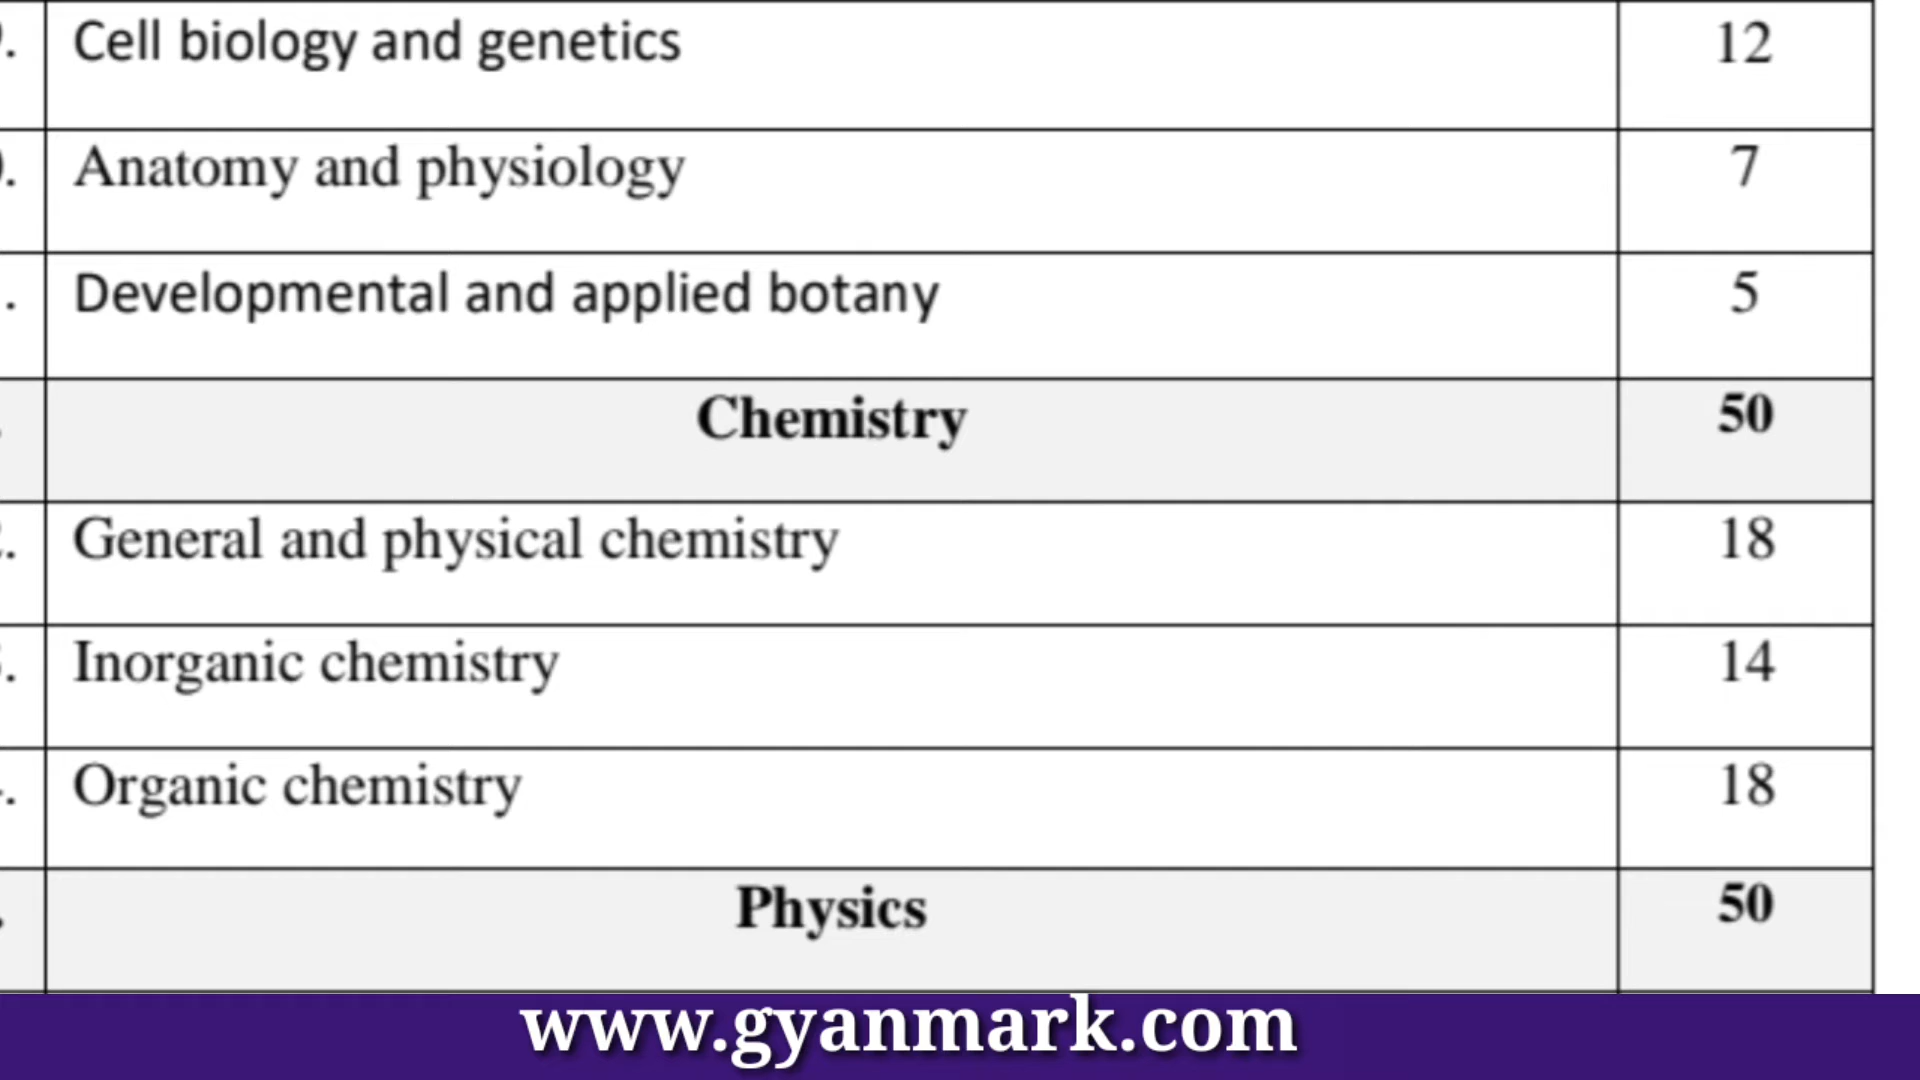 Cell biology and genetics 12
Anatomy and physiology 7
Developmental and applied botany 5
Chemistry 50
General and physical chemistry 18
Inorganic chemistry 14
Organic chemistry 18
Physics 50
www.gyanmark.com